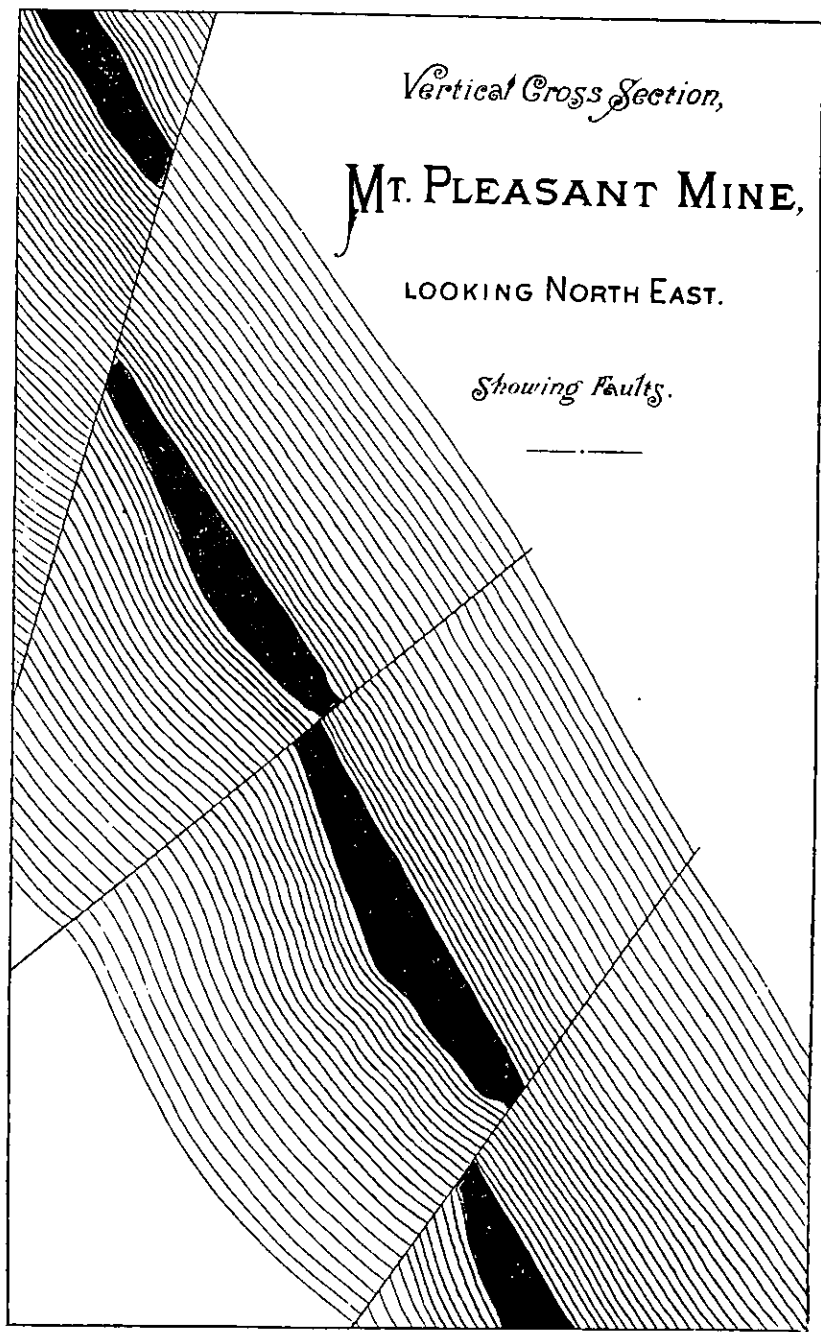 Vertical Cross Section,
MT. PLEASANT MINE,
LOOKING NORTH EAST.
Showing Faults.